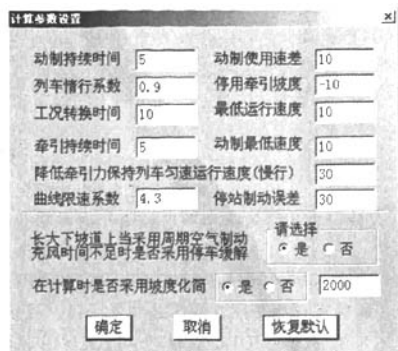 计算参数设置
动制持续时间 5 动制使用速差 10
列车惰行系数 0.9 停用牵引坡度 -10
工况转换时间 10 最低运行速度 10
牵引持续时间 5 动制最低速度 10
降低牵引力保持列车匀速运行速度(慢行) 30
曲线限速系数 4.3 停站制动误差 30
请选择
长大下坡道上当采用周期空气制动
充风时间不足时是否采用停车缓解 是 否
在计算时是否采用坡度化简 是 否 2000
确定 取消 恢复默认